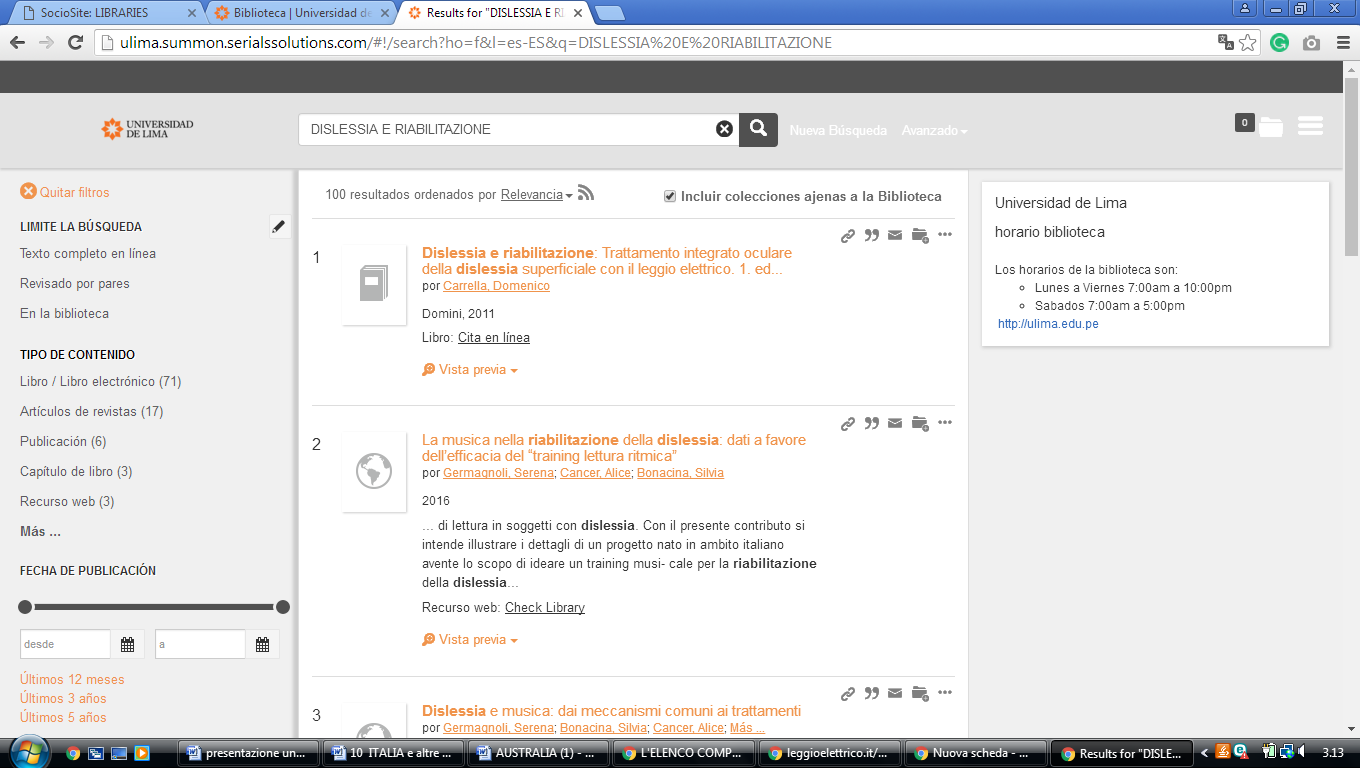 SocioSite: LIBRARIES
Biblioteca | Universidad de
Results for "DISLESSIA E RI
ulima.summon.serialssolutions.com/#!/search?ho=f&l=es-ES&q=DISLESSIA%20E%20RIABILITAZIONE
UNIVERSIDAD
DE LIMA
DISLESSIA E RIABILITAZIONE
Nueva Búsqueda
Avanzado
0
Quitar filtros
LIMITE LA BÚSQUEDA
Texto completo en línea
Revisado por pares
En la biblioteca
TIPO DE CONTENIDO
Libro / Libro electrónico (71)
Artículos de revistas (17)
Publicación (6)
Capítulo de libro (3)
Recurso web (3)
Más ...
FECHA DE PUBLICACIÓN
desde
a
Últimos 12 meses
Últimos 3 años
Últimos 5 años
100 resultados ordenados por Relevancia
Incluir colecciones ajenas a la Biblioteca
1
Dislessia e riabilitazione: Trattamento integrato oculare
della dislessia superficiale con il leggio elettrico. 1. ed...
por Carrella, Domenico
Domini, 2011
Libro: Cita en línea
Vista previa
2
La musica nella riabilitazione della dislessia: dati a favore
dell'efficacia del “training lettura ritmica”
por Germagnoli, Serena; Cancer, Alice; Bonacina, Silvia
2016
... di lettura in soggetti con dislessia. Con il presente contributo si
intende illustrare i dettagli di un progetto nato in ambito italiano
avente lo scopo di ideare un training musi- cale per la riabilitazione
della dislessia...
Recurso web: Check Library
Vista previa
3
Dislessia e musica: dai meccanismi comuni ai trattamenti
por Germagnoli, Serena; Bonacina, Silvia; Cancer, Alice; Más ...
Universidad de Lima
horario biblioteca
Los horarios de la biblioteca son:
Lunes a Viernes 7:00am a 10:00pm
Sabados 7:00am a 5:00pm
http://ulima.edu.pe
presentazione un...
10 ITALIA e altre ...
AUSTRALIA (1) - ...
L'ELENCO COMP...
leggioelettrico.it/...
Nuova scheda - ...
Results for "DISLE...
3.13